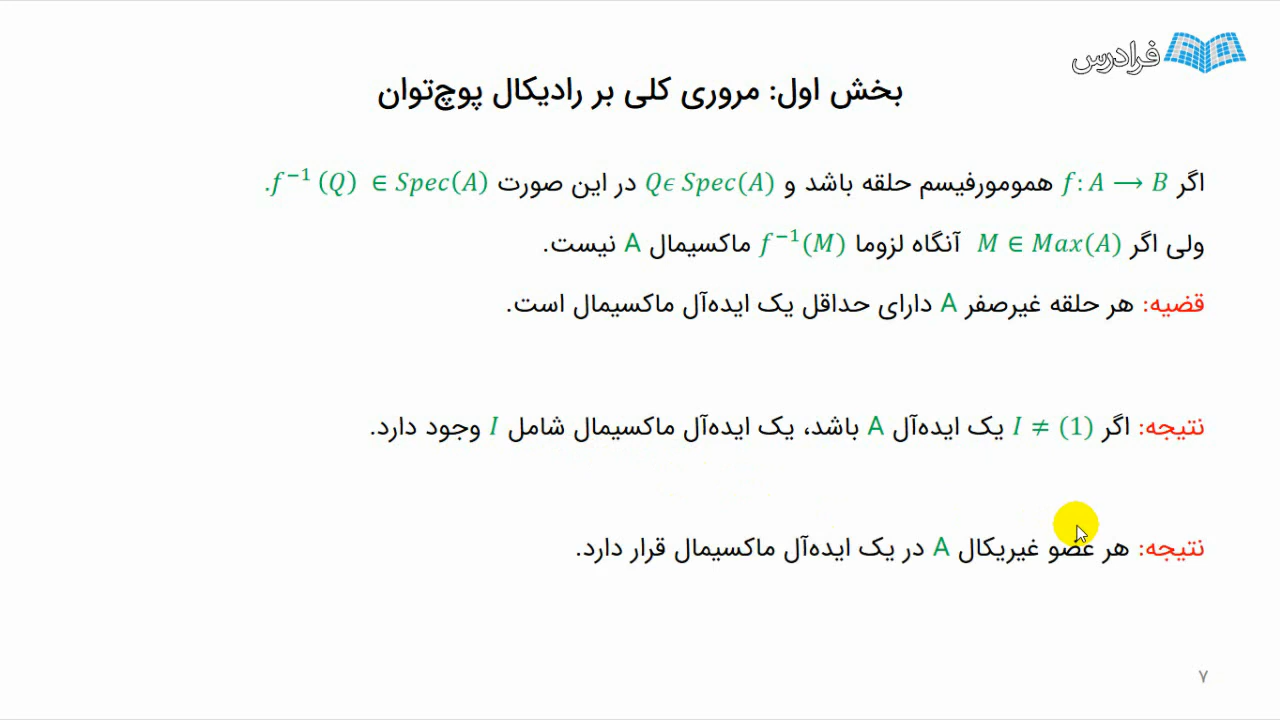 فرادرس
بخش اول: مروری کلی بر رادیکال پوچ‌توان
اگر f: A ⟶ B همومورفیسم حلقه باشد و Qϵ Spec(A) در این صورت f⁻¹ (Q) ∈ Spec(A).
ولی اگر M ∈ Max(A) آنگاه لزوما f⁻¹(M) ماکسیمال A نیست.
قضیه: هر حلقه غیرصفر A دارای حداقل یک ایده‌آل ماکسیمال است.
نتیجه: اگر I ≠ (1) یک ایده‌آل A باشد، یک ایده‌آل ماکسیمال شامل I وجود دارد.
نتیجه: هر عضو غیریکال A در یک ایده‌آل ماکسیمال قرار دارد.
۷